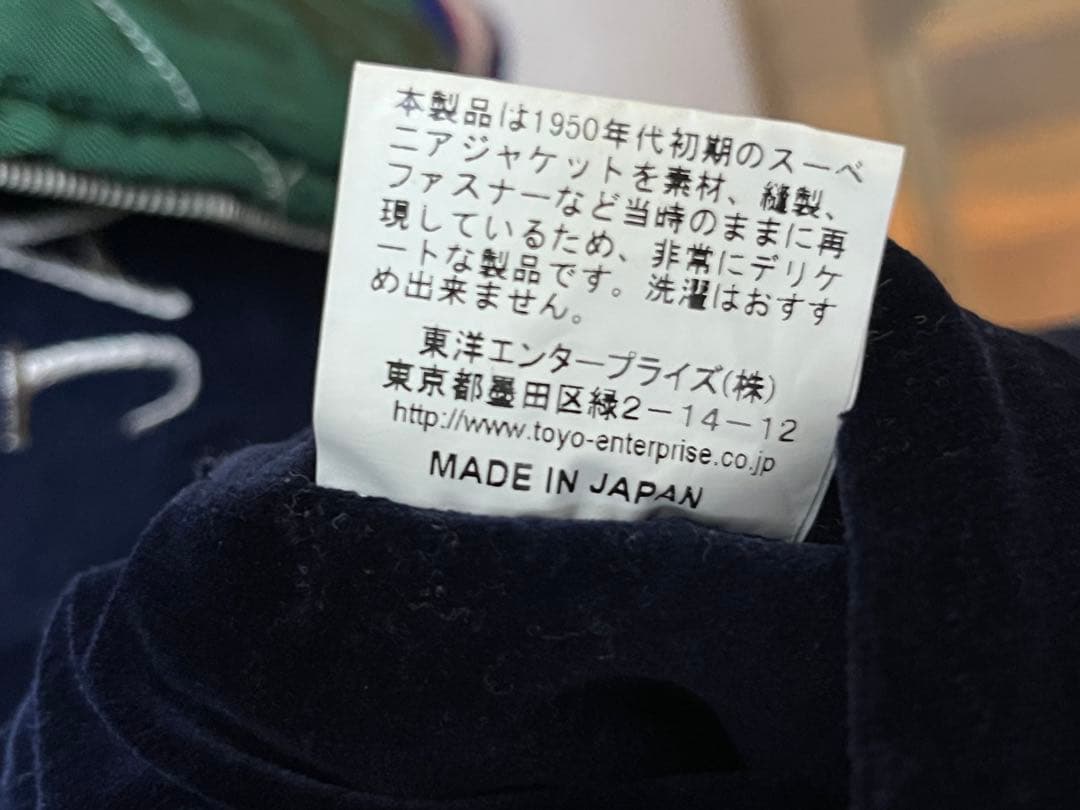 本製品は1950年代初期のスーベ
ニアジャケットを素材、縫製、
ファスナーなど当時のままに再
現しているため、非常にデリケ
ートな製品です。洗濯はおすす
め出来ません。
東洋エンタープライズ(株)
東京都墨田区緑2－14－12
http://www.toyo-enterprise.co.jp
MADE IN JAPAN